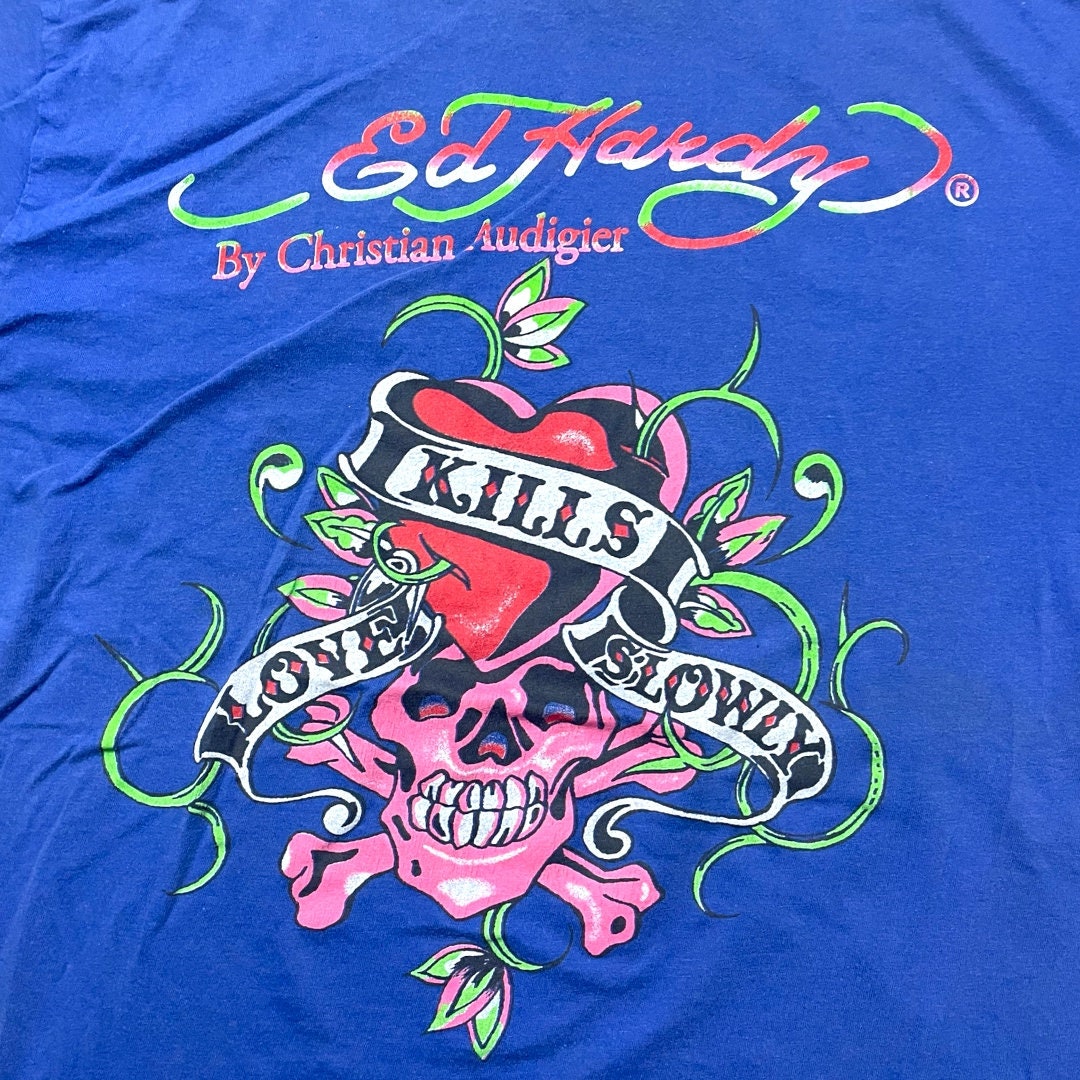 Ed Hardy®
By Christian Audigier
KILLS
LOVE
SLOWLY